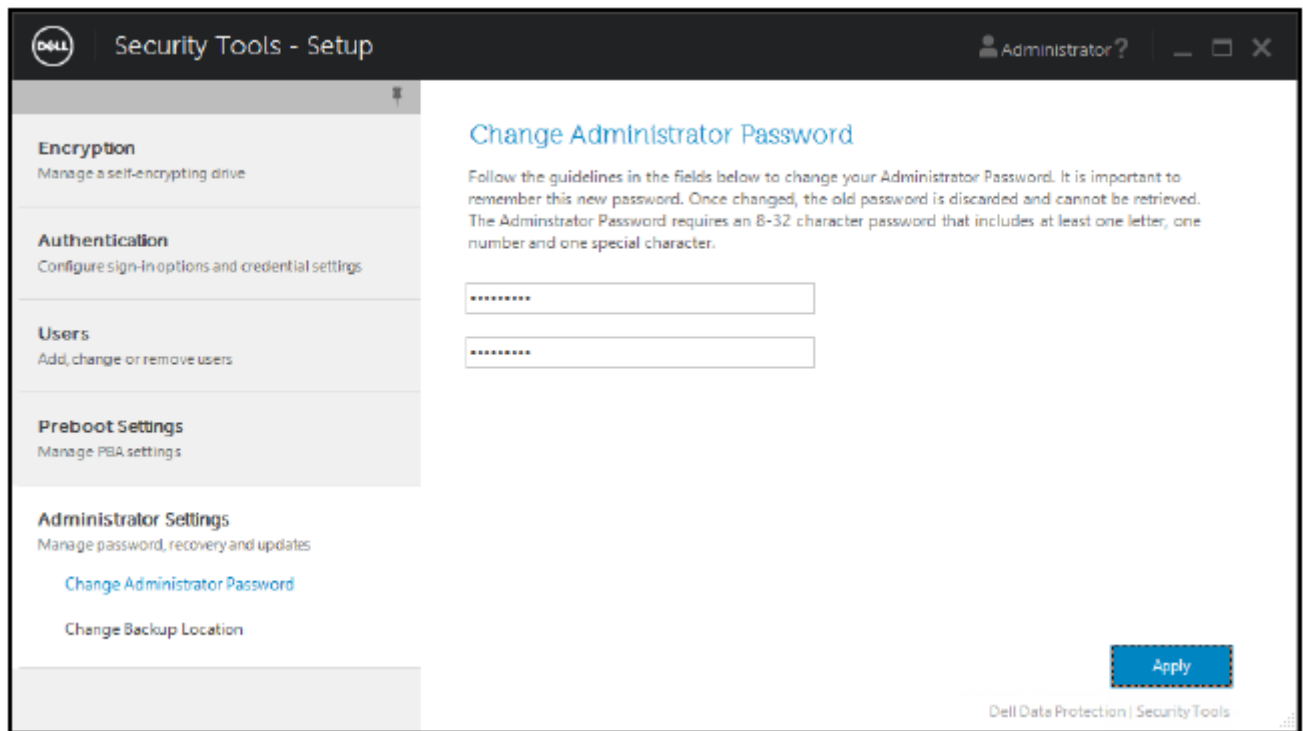 DELL
Security Tools - Setup
Administrator ?
Encryption
Manage a self-encrypting drive
Authentication
Configure sign-in options and credential settings
Users
Add, change or remove users
Preboot Settings
Manage PBA settings
Administrator Settings
Manage password, recovery and updates
Change Administrator Password
Change Backup Location
Change Administrator Password
Follow the guidelines in the fields below to change your Administrator Password. It is important to
remember this new password. Once changed, the old password is discarded and cannot be retrieved.
The Adminstrator Password requires an 8-32 character password that includes at least one letter, one
number and one special character.
•••••••••
•••••••••
Apply
Dell Data Protection | Security Tools